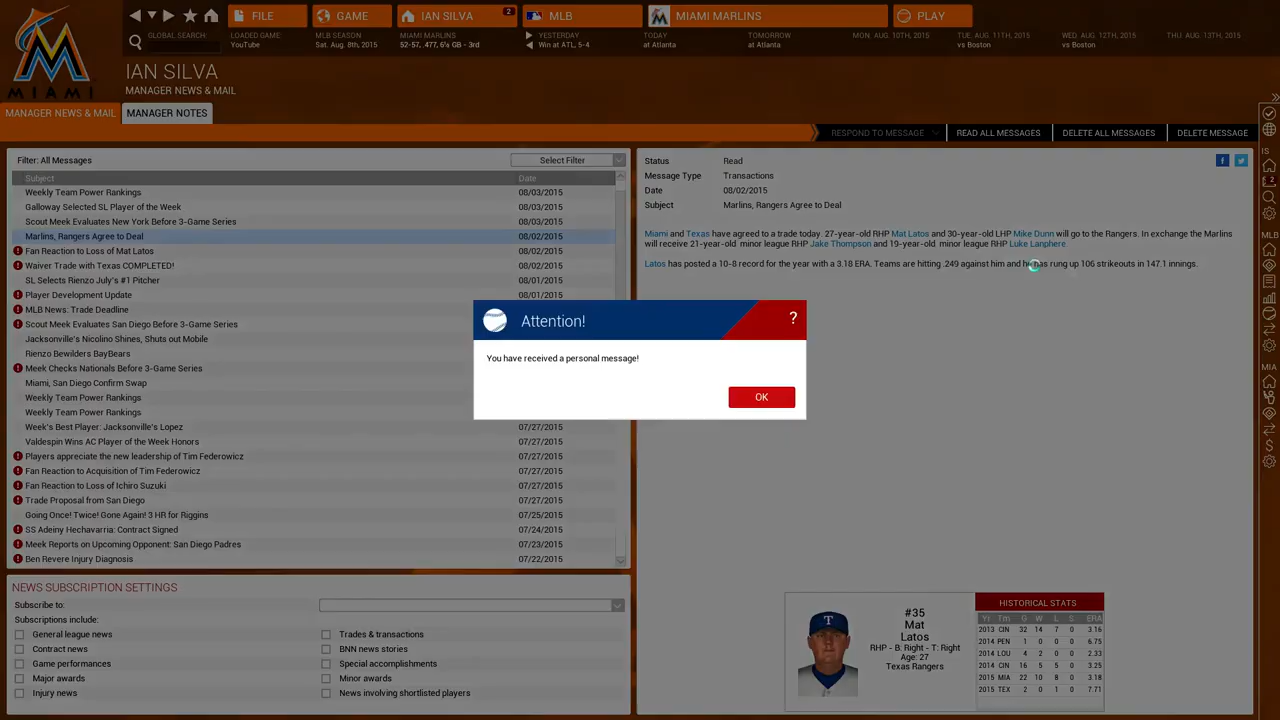 FILE
GAME
IAN SILVA
2
MLB
MIAMI MARLINS
PLAY
GLOBAL SEARCH:
LOADED GAME:
YouTube
MLB SEASON
Sat. Aug. 8th, 2015
MIAMI MARLINS
52-57, .477, 6½ GB - 3rd
YESTERDAY
Win at ATL, 5-4
TODAY
at Atlanta
TOMORROW
at Atlanta
MON. AUG. 10TH, 2015
TUE. AUG. 11TH, 2015
vs Boston
WED. AUG. 12TH, 2015
vs Boston
THU. AUG. 13TH, 2015
MIAMI
IAN SILVA
MANAGER NEWS & MAIL
MANAGER NEWS & MAIL
MANAGER NOTES
RESPOND TO MESSAGE
READ ALL MESSAGES
DELETE ALL MESSAGES
DELETE MESSAGE
Filter: All Messages
Select Filter
Subject Date
Weekly Team Power Rankings 08/03/2015
Galloway Selected SL Player of the Week 08/03/2015
Scout Meek Evaluates New York Before 3-Game Series 08/03/2015
Marlins, Rangers Agree to Deal 08/02/2015
Fan Reaction to Loss of Mat Latos 08/02/2015
Waiver Trade with Texas COMPLETED! 08/02/2015
SL Selects Rienzo July's #1 Pitcher 08/01/2015
Player Development Update 08/01/2015
MLB News: Trade Deadline
Scout Meek Evaluates San Diego Before 3-Game Series
Jacksonville's Nicolino Shines, Shuts out Mobile
Rienzo Bewilders BayBears
Meek Checks Nationals Before 3-Game Series
Miami, San Diego Confirm Swap
Weekly Team Power Rankings
Weekly Team Power Rankings
Week's Best Player: Jacksonville's Lopez 07/27/2015
Valdespin Wins AC Player of the Week Honors 07/27/2015
Players appreciate the new leadership of Tim Federowicz 07/27/2015
Fan Reaction to Acquisition of Tim Federowicz 07/27/2015
Fan Reaction to Loss of Ichiro Suzuki 07/27/2015
Trade Proposal from San Diego 07/27/2015
Going Once! Twice! Gone Again! 3 HR for Riggins 07/25/2015
SS Adeiny Hechavarria: Contract Signed 07/24/2015
Meek Reports on Upcoming Opponent: San Diego Padres 07/23/2015
Ben Revere Injury Diagnosis 07/22/2015
Status Read
Message Type Transactions
Date 08/02/2015
Subject Marlins, Rangers Agree to Deal
Miami and Texas have agreed to a trade today. 27-year-old RHP Mat Latos and 30-year-old LHP Mike Dunn will go to the Rangers. In exchange the Marlins
will receive 21-year-old minor league RHP Jake Thompson and 19-year-old minor league RHP Luke Lanphere.
Latos has posted a 10-8 record for the year with a 3.18 ERA. Teams are hitting .249 against him and he has rung up 106 strikeouts in 147.1 innings.
Attention!
?
You have received a personal message!
OK
NEWS SUBSCRIPTION SETTINGS
Subscribe to:
Subscriptions include:
General league news
Trades & transactions
Contract news
BNN news stories
Game performances
Special accomplishments
Major awards
Minor awards
Injury news
News involving shortlisted players
#35
Mat
Latos
RHP - B: Right - T: Right
Age: 27
Texas Rangers
HISTORICAL STATS
Yr Tm G W L S ERA
2013 CIN 32 14 7 0 3.16
2014 PEN 1 0 0 0 6.75
2014 LOU 4 2 0 0 2.33
2014 CIN 16 5 5 0 3.25
2015 MIA 22 10 8 0 3.18
2015 TEX 2 0 1 0 7.71
IS
2
MLB
MIA